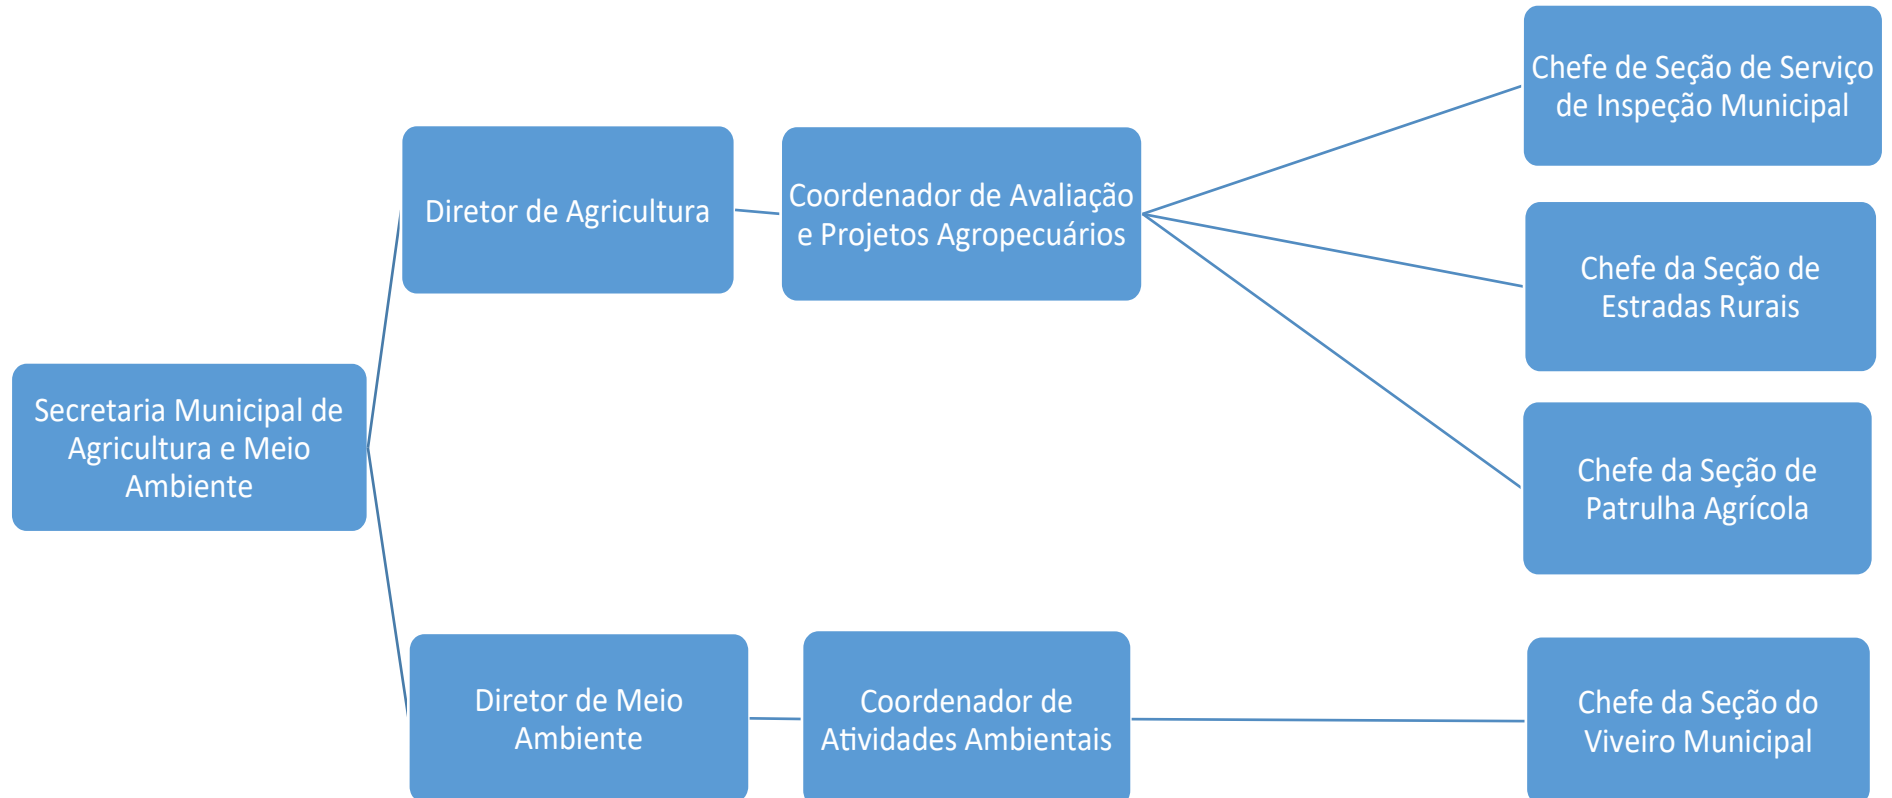 Chefe de Seção de Serviço
de Inspeção Municipal
Diretor de Agricultura
Coordenador de Avaliação
e Projetos Agropecuários
Chefe da Seção de
Estradas Rurais
Secretaria Municipal de
Agricultura e Meio
Ambiente
Chefe da Seção de
Patrulha Agrícola
Diretor de Meio
Ambiente
Coordenador de
Atividades Ambientais
Chefe da Seção do
Viveiro Municipal